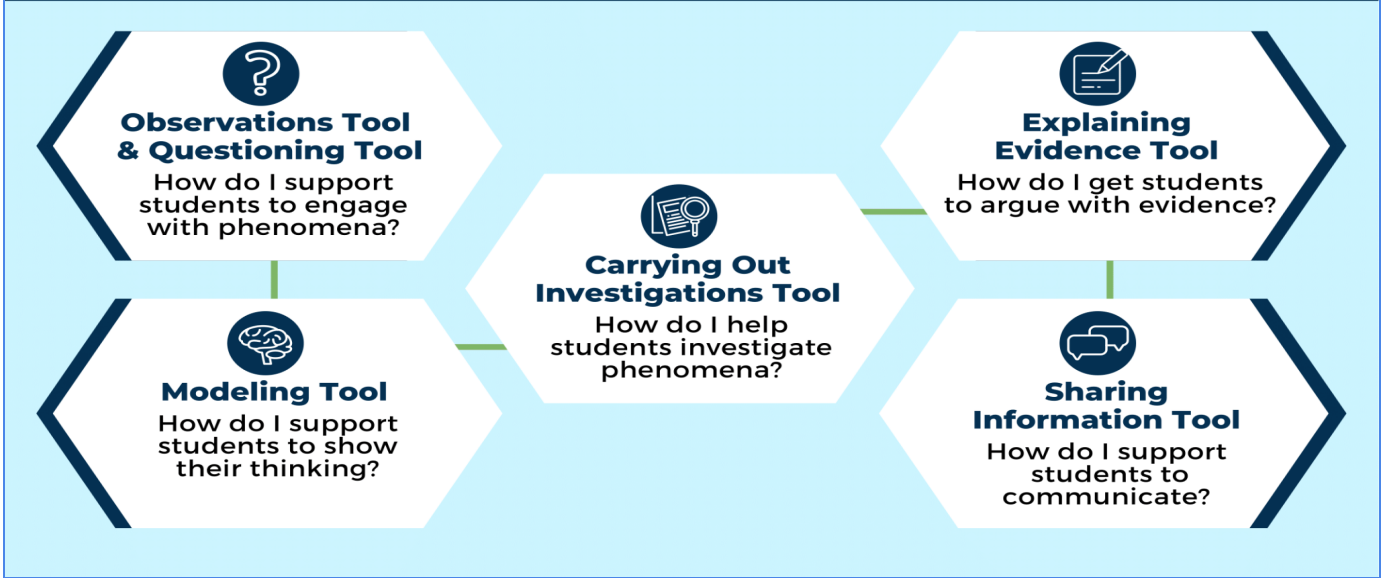 Observations Tool
& Questioning Tool
How do I support
students to engage
with phenomena?
Modeling Tool
How do I support
students to show
their thinking?
Carrying Out
Investigations Tool
How do I help
students investigate
phenomena?
Explaining
Evidence Tool
How do I get students
to argue with evidence?
Sharing
Information Tool
How do I support
students to
communicate?